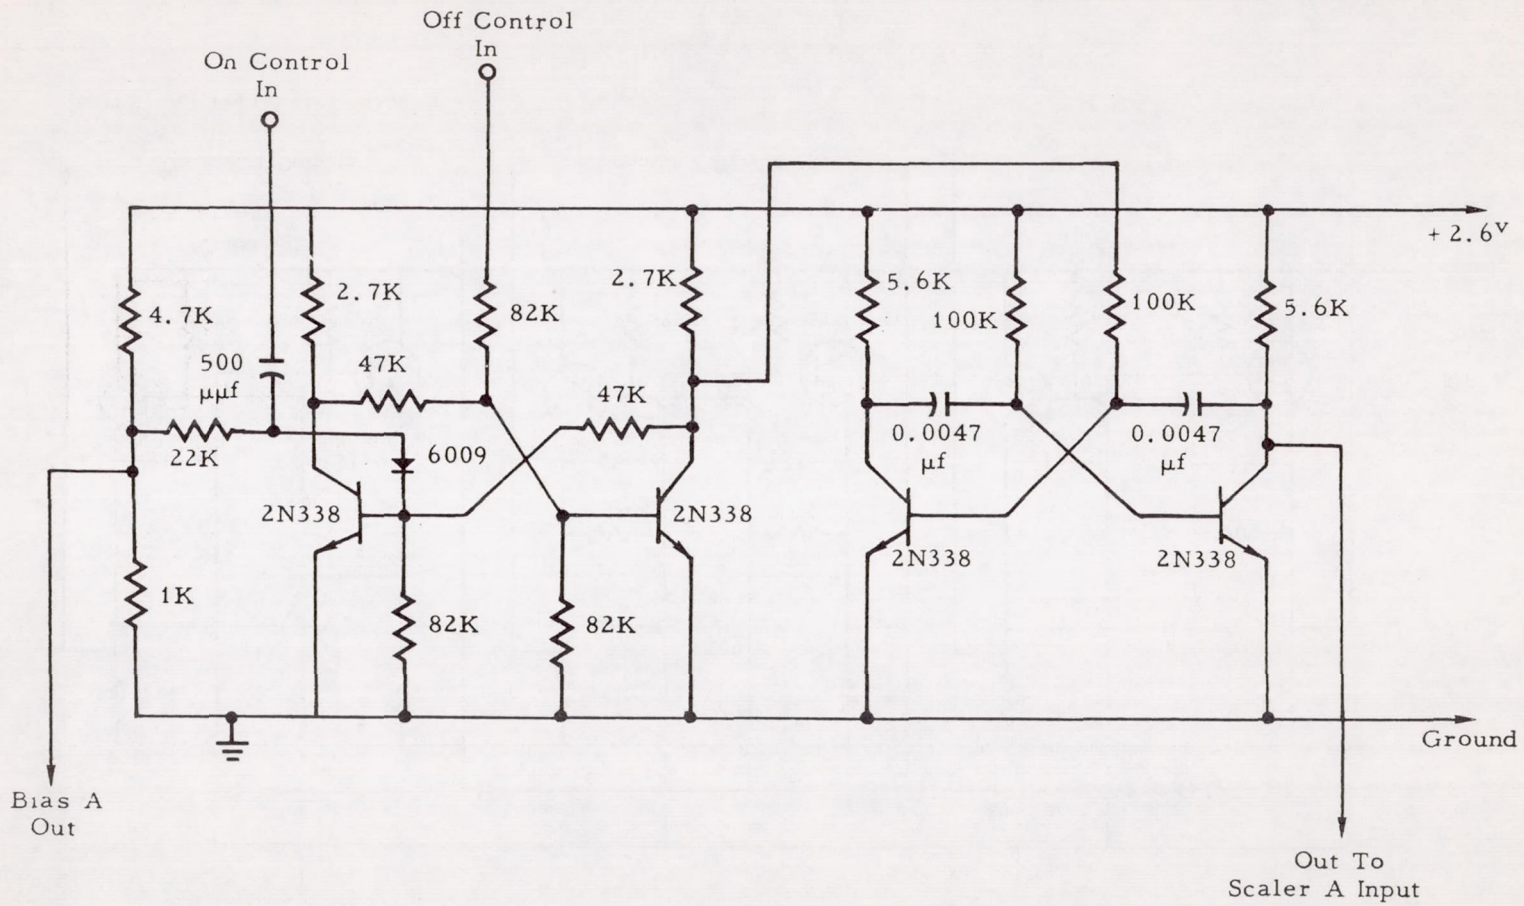 Off Control
In
On Control
In
+ 2.6v
2.7K
5.6K
2.7K
100K
5.6K
4.7K
82K
100K
500
μμf
47K
47K
0.0047
μf
0.0047
μf
22K
6009
2N338
2N338
2N338
2N338
1K
82K
82K
Ground
Bias A
Out
Out To
Scaler A Input